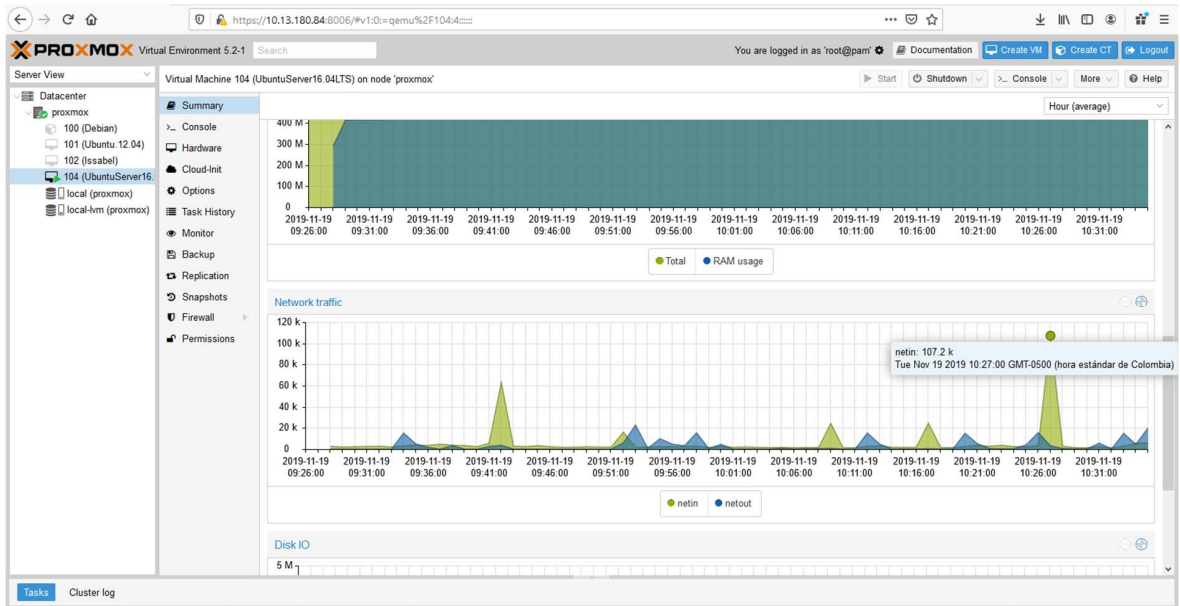 https://10.13.180.84:8006/#v1:0:=qemu%2F104:4::::::
PROXMOX Virtual Environment 5.2-1 Search You are logged in as 'root@pam' Documentation Create VM Create CT Logout
Server View
Virtual Machine 104 (UbuntuServer16.04LTS) on node 'proxmox' Start Shutdown Console More Help
Datacenter
proxmox
100 (Debian)
101 (Ubuntu.12.04)
102 (Issabel)
104 (UbuntuServer16.
local (proxmox)
local-lvm (proxmox)
Summary
Console
Hardware
Cloud-Init
Options
Task History
Monitor
Backup
Replication
Snapshots
Firewall
Permissions
Hour (average)
400 M
300 M
200 M
100 M
0
2019-11-19 2019-11-19 2019-11-19 2019-11-19 2019-11-19 2019-11-19 2019-11-19 2019-11-19 2019-11-19 2019-11-19 2019-11-19 2019-11-19 2019-11-19 2019-11-19
09:26:00 09:31:00 09:36:00 09:41:00 09:46:00 09:51:00 09:56:00 10:01:00 10:06:00 10:11:00 10:16:00 10:21:00 10:26:00 10:31:00
Total RAM usage
Network traffic
120 k
100 k
80 k
60 k
40 k
20 k
0
netin: 107.2 k
Tue Nov 19 2019 10:27:00 GMT-0500 (hora estándar de Colombia)
2019-11-19 2019-11-19 2019-11-19 2019-11-19 2019-11-19 2019-11-19 2019-11-19 2019-11-19 2019-11-19 2019-11-19 2019-11-19 2019-11-19 2019-11-19 2019-11-19
09:26:00 09:31:00 09:36:00 09:41:00 09:46:00 09:51:00 09:56:00 10:01:00 10:06:00 10:11:00 10:16:00 10:21:00 10:26:00 10:31:00
netin netout
Disk IO
5 M
Tasks Cluster log